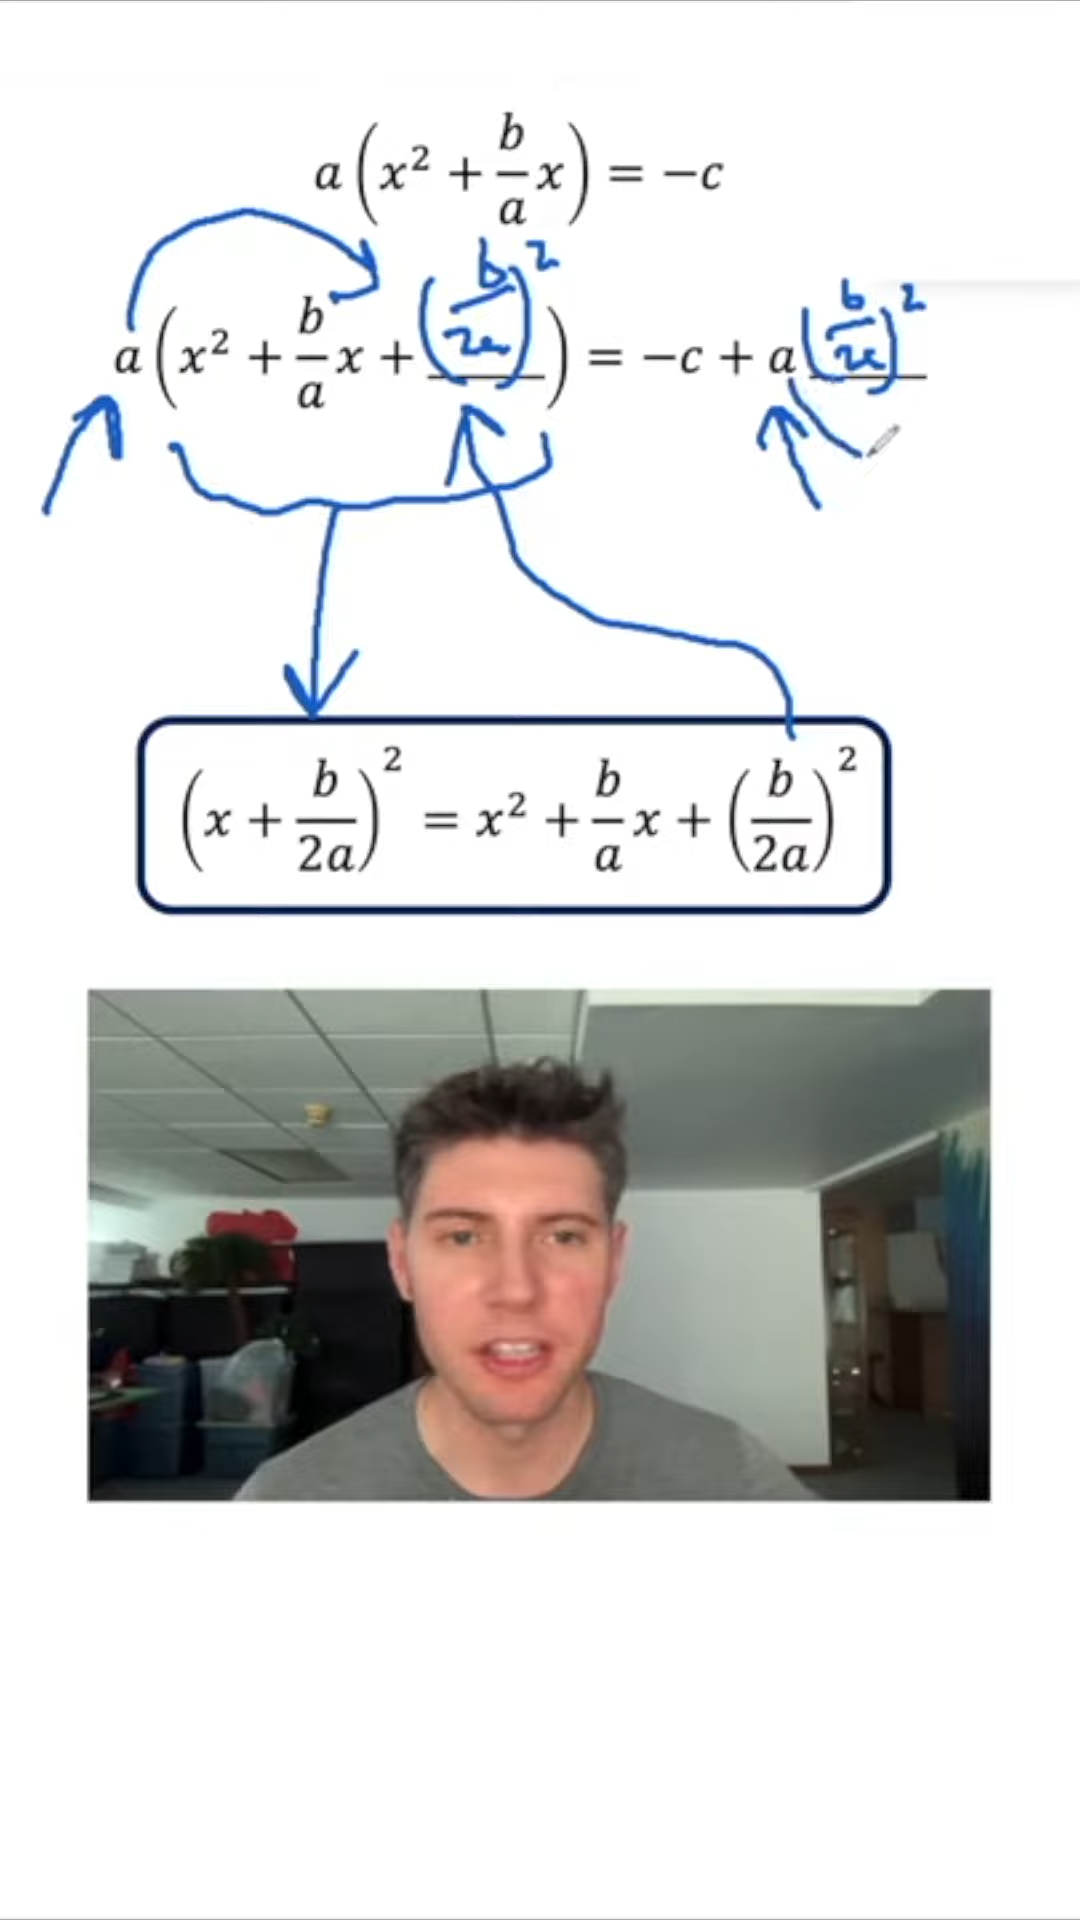 a(x² + b/a x) = −c
a(x² + b/a x + (b/2a)²) = −c + a(b/2a)²
(x + b/2a)² = x² + b/a x + (b/2a)²